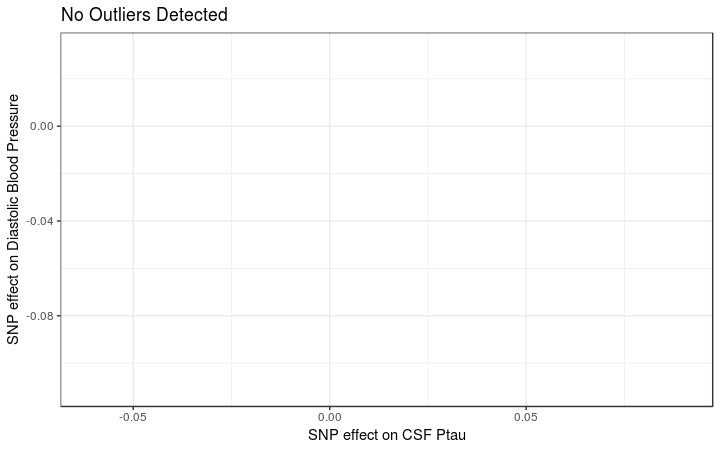 No Outliers Detected
SNP effect on Diastolic Blood Pressure
0.00
-0.04
-0.08
-0.05
0.00
0.05
SNP effect on CSF Ptau